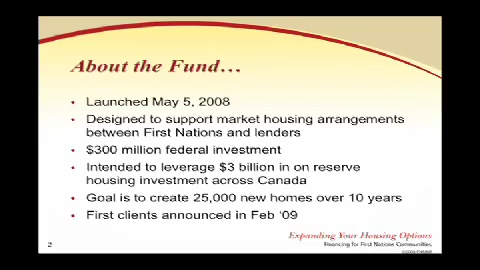 About the Fund…
• Launched May 5, 2008
• Designed to support market housing arrangements
between First Nations and lenders
• $300 million federal investment
• Intended to leverage $3 billion in on reserve
housing investment across Canada
• Goal is to create 25,000 new homes over 10 years
• First clients announced in Feb '09
Expanding Your Housing Options
2
Financing for First Nations Communities